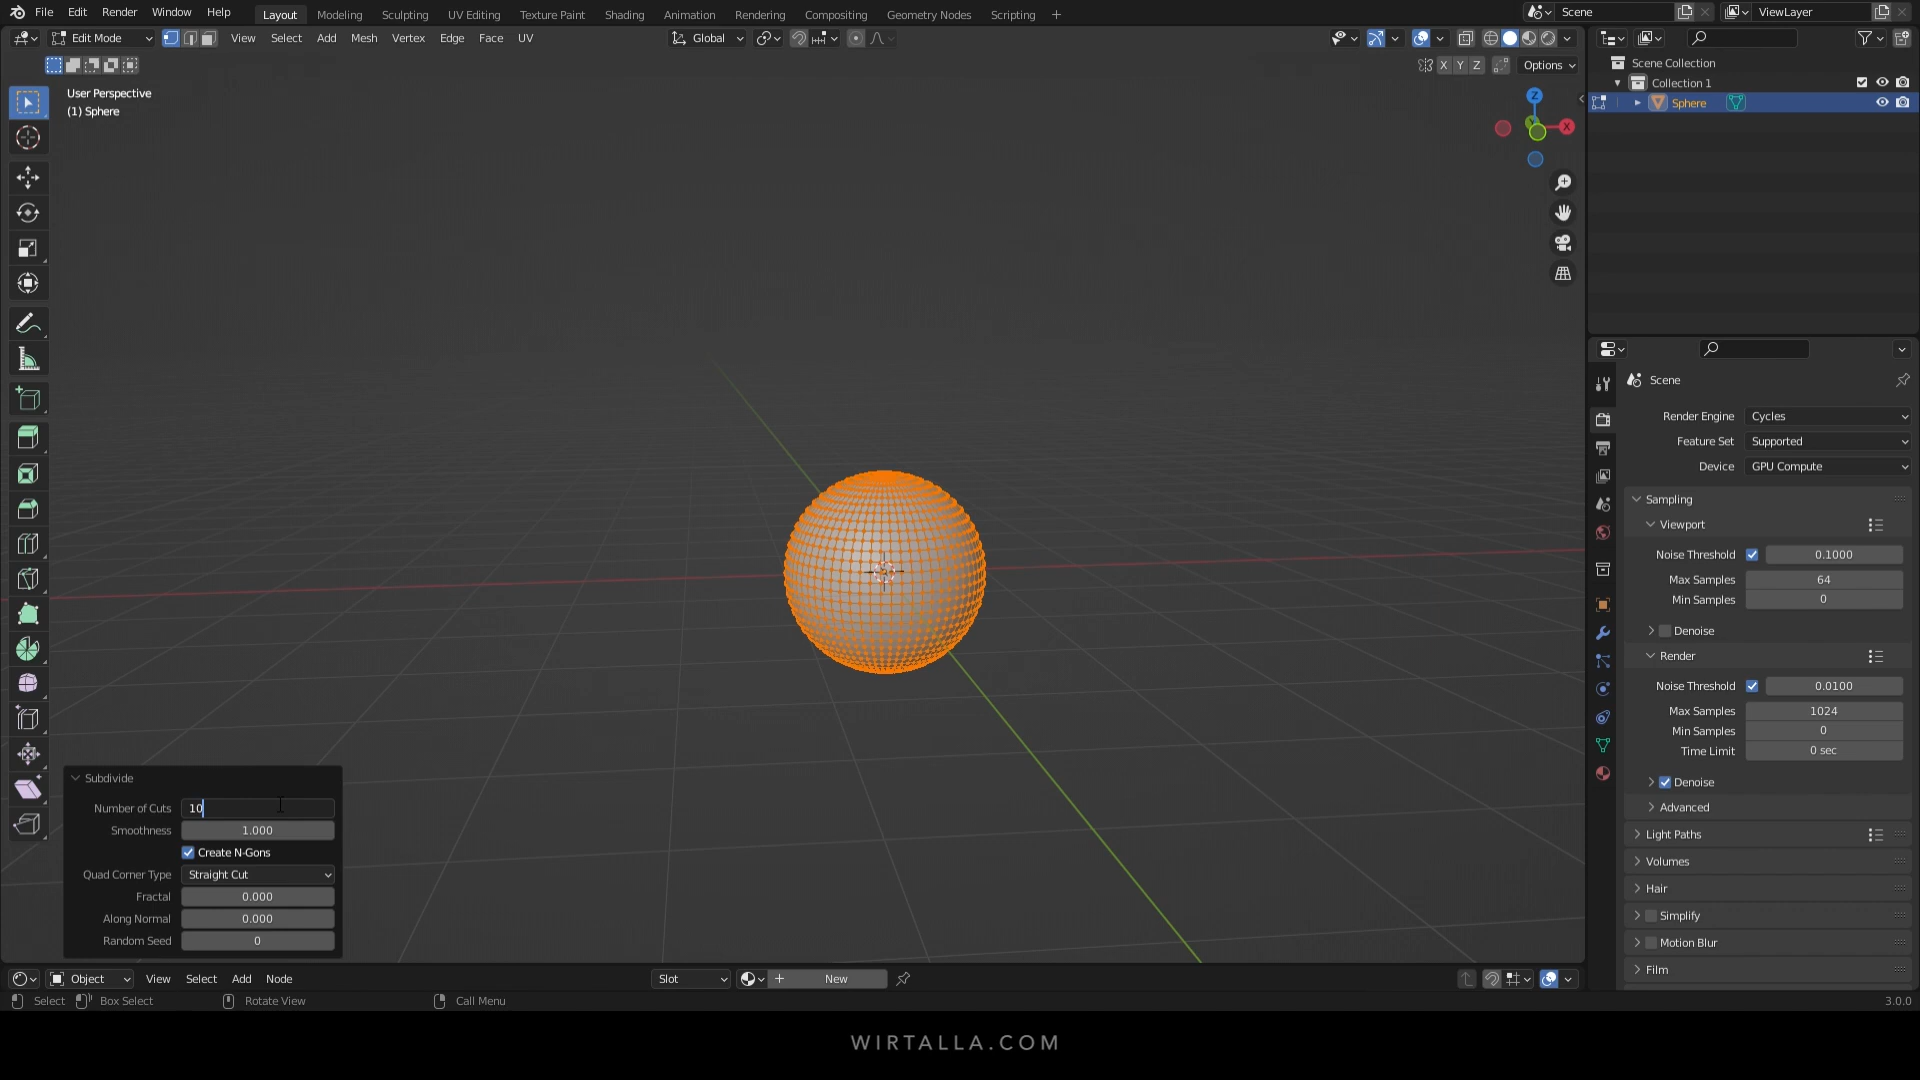 File Edit Render Window Help Layout Modeling Sculpting UV Editing Texture Paint Shading Animation Rendering Compositing Geometry Nodes Scripting + Scene ViewLayer
Edit Mode View Select Add Mesh Vertex Edge Face UV Global
X Y Z Options
User Perspective
(1) Sphere
Z
X
Scene Collection
Collection 1
Sphere
Scene
Render Engine Cycles
Feature Set Supported
Device GPU Compute
Sampling
Viewport
Noise Threshold 0.1000
Max Samples 64
Min Samples 0
Denoise
Render
Noise Threshold 0.0100
Max Samples 1024
Min Samples 0
Time Limit 0 sec
Denoise
Advanced
Light Paths
Volumes
Hair
Simplify
Motion Blur
Film
Subdivide
Number of Cuts 10
Smoothness 1.000
Create N-Gons
Quad Corner Type Straight Cut
Fractal 0.000
Along Normal 0.000
Random Seed 0
Object View Select Add Node Slot + New
Select Box Select Rotate View Call Menu 3.0.0
WIRTALLA.COM